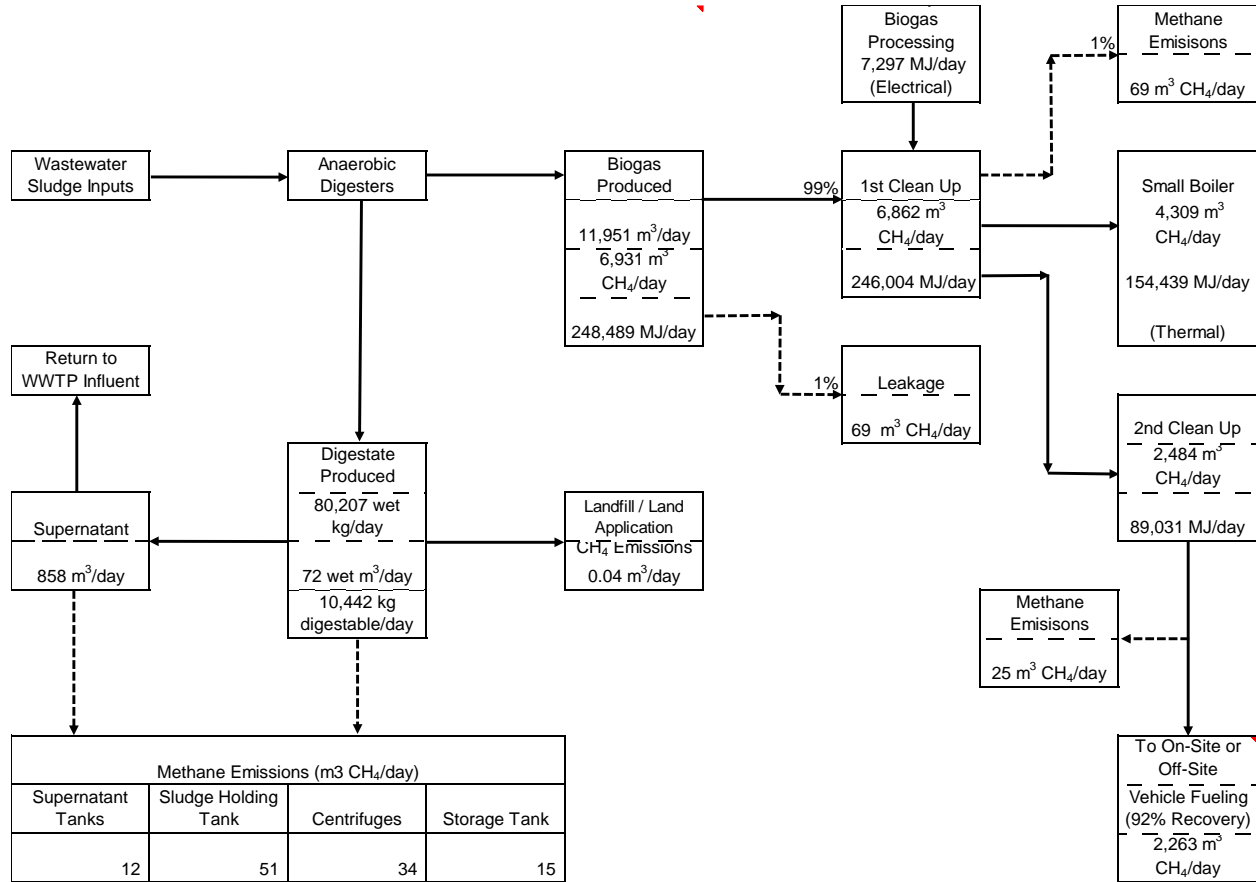 Biogas
Processing
7,297 MJ/day
(Electrical)
1%
Methane
Emisisons
69 m³ CH₄/day
Wastewater
Sludge Inputs
Anaerobic
Digesters
Biogas
Produced
11,951 m³/day
6,931 m³
CH₄/day
248,489 MJ/day
99%
1st Clean Up
6,862 m³
CH₄/day
246,004 MJ/day
Small Boiler
4,309 m³
CH₄/day
154,439 MJ/day
(Thermal)
Return to
WWTP Influent
1%
Leakage
69 m³ CH₄/day
2nd Clean Up
2,484 m³
CH₄/day
89,031 MJ/day
Digestate
Produced
80,207 wet
kg/day
72 wet m³/day
10,442 kg
digestable/day
Supernatant
858 m³/day
Landfill / Land
Application
CH₄ Emissions
0.04 m³/day
Methane
Emisisons
25 m³ CH₄/day
Methane Emissions (m3 CH₄/day)
Supernatant
Tanks
Sludge Holding
Tank
Centrifuges
Storage Tank
12
51
34
15
To On-Site or
Off-Site
Vehicle Fueling
(92% Recovery)
2,263 m³
CH₄/day